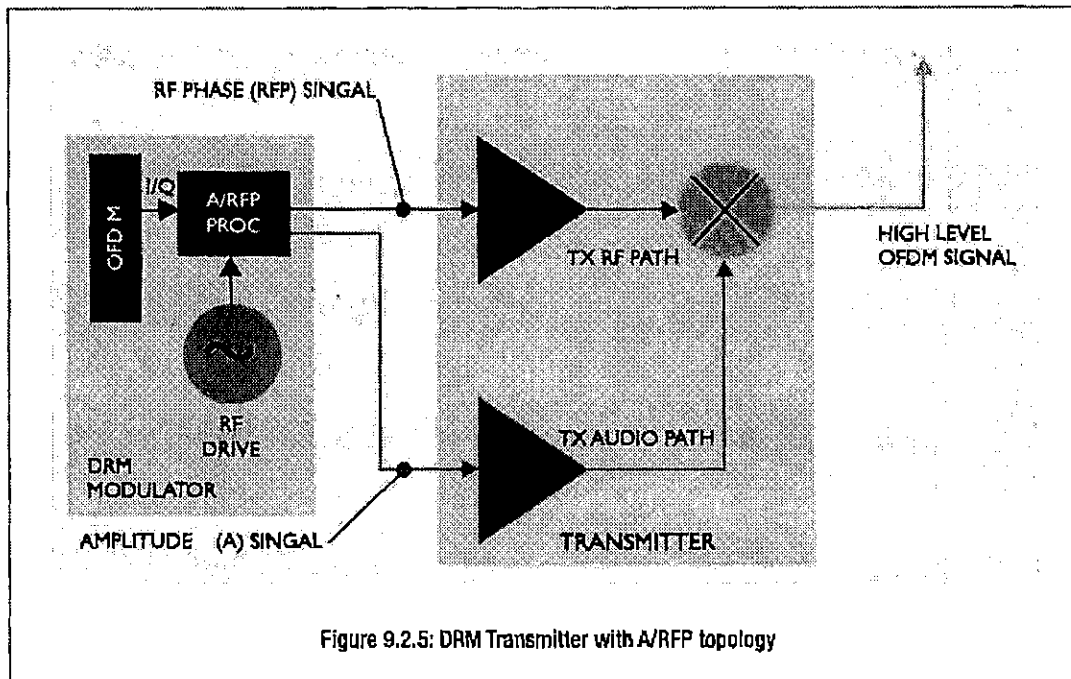 RF PHASE (RFP) SINGAL
OFDM
I/Q
A/RFP
PROC
RF
DRIVE
DRM
MODULATOR
AMPLITUDE (A) SINGAL
TX RF PATH
TX AUDIO PATH
TRANSMITTER
HIGH LEVEL
OFDM SIGNAL
Figure 9.2.5: DRM Transmitter with A/RFP topology